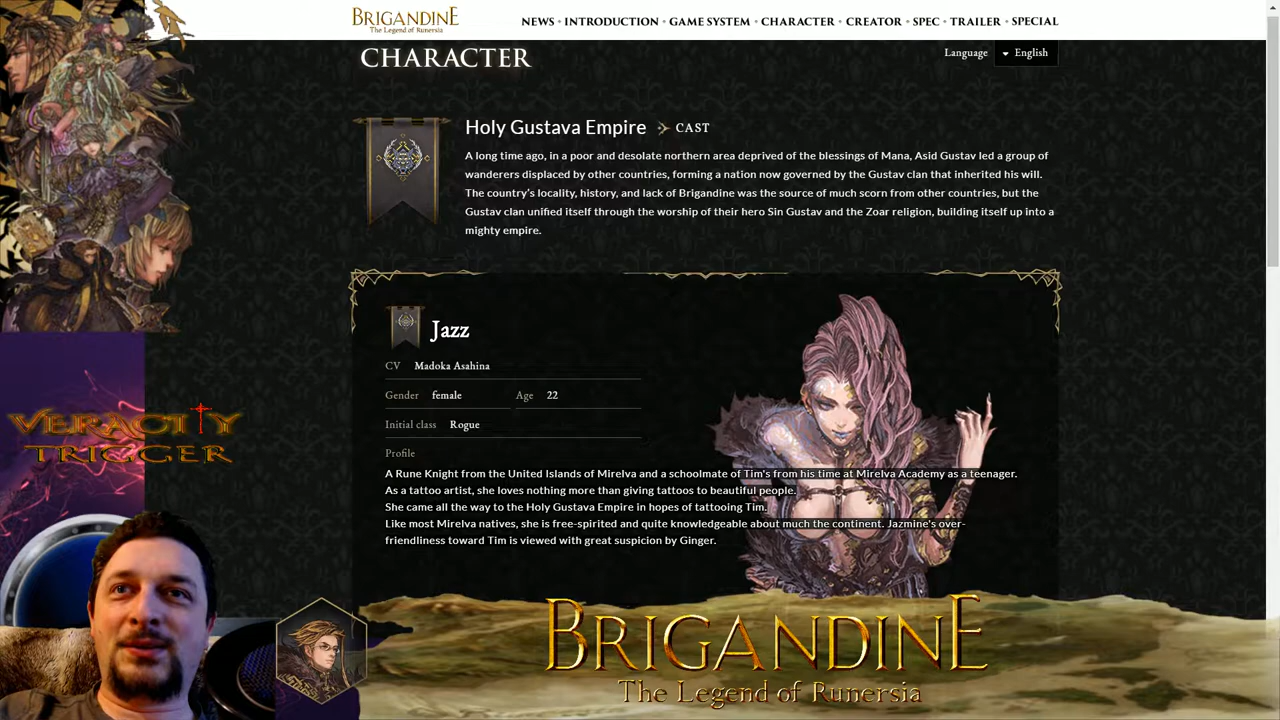 BRIGANDINE
The Legend of Runersia
NEWS • INTRODUCTION • GAME SYSTEM • CHARACTER • CREATOR • SPEC • TRAILER • SPECIAL
CHARACTER
Language English
Holy Gustava Empire CAST
A long time ago, in a poor and desolate northern area deprived of the blessings of Mana, Asid Gustav led a group of
wanderers displaced by other countries, forming a nation now governed by the Gustav clan that inherited his will.
The country's locality, history, and lack of Brigandine was the source of much scorn from other countries, but the
Gustav clan unified itself through the worship of their hero Sin Gustav and the Zoar religion, building itself up into a
mighty empire.
Jazz
CV Madoka Asahina
Gender female Age 22
Initial class Rogue
Profile
A Rune Knight from the United Islands of Mirelva and a schoolmate of Tim's from his time at Mirelva Academy as a teenager.
As a tattoo artist, she loves nothing more than giving tattoos to beautiful people.
She came all the way to the Holy Gustava Empire in hopes of tattooing Tim.
Like most Mirelva natives, she is free-spirited and quite knowledgeable about much the continent. Jazmine's over-
friendliness toward Tim is viewed with great suspicion by Ginger.
VERACITY
TRIGGER
BRIGANDINE
The Legend of Runersia